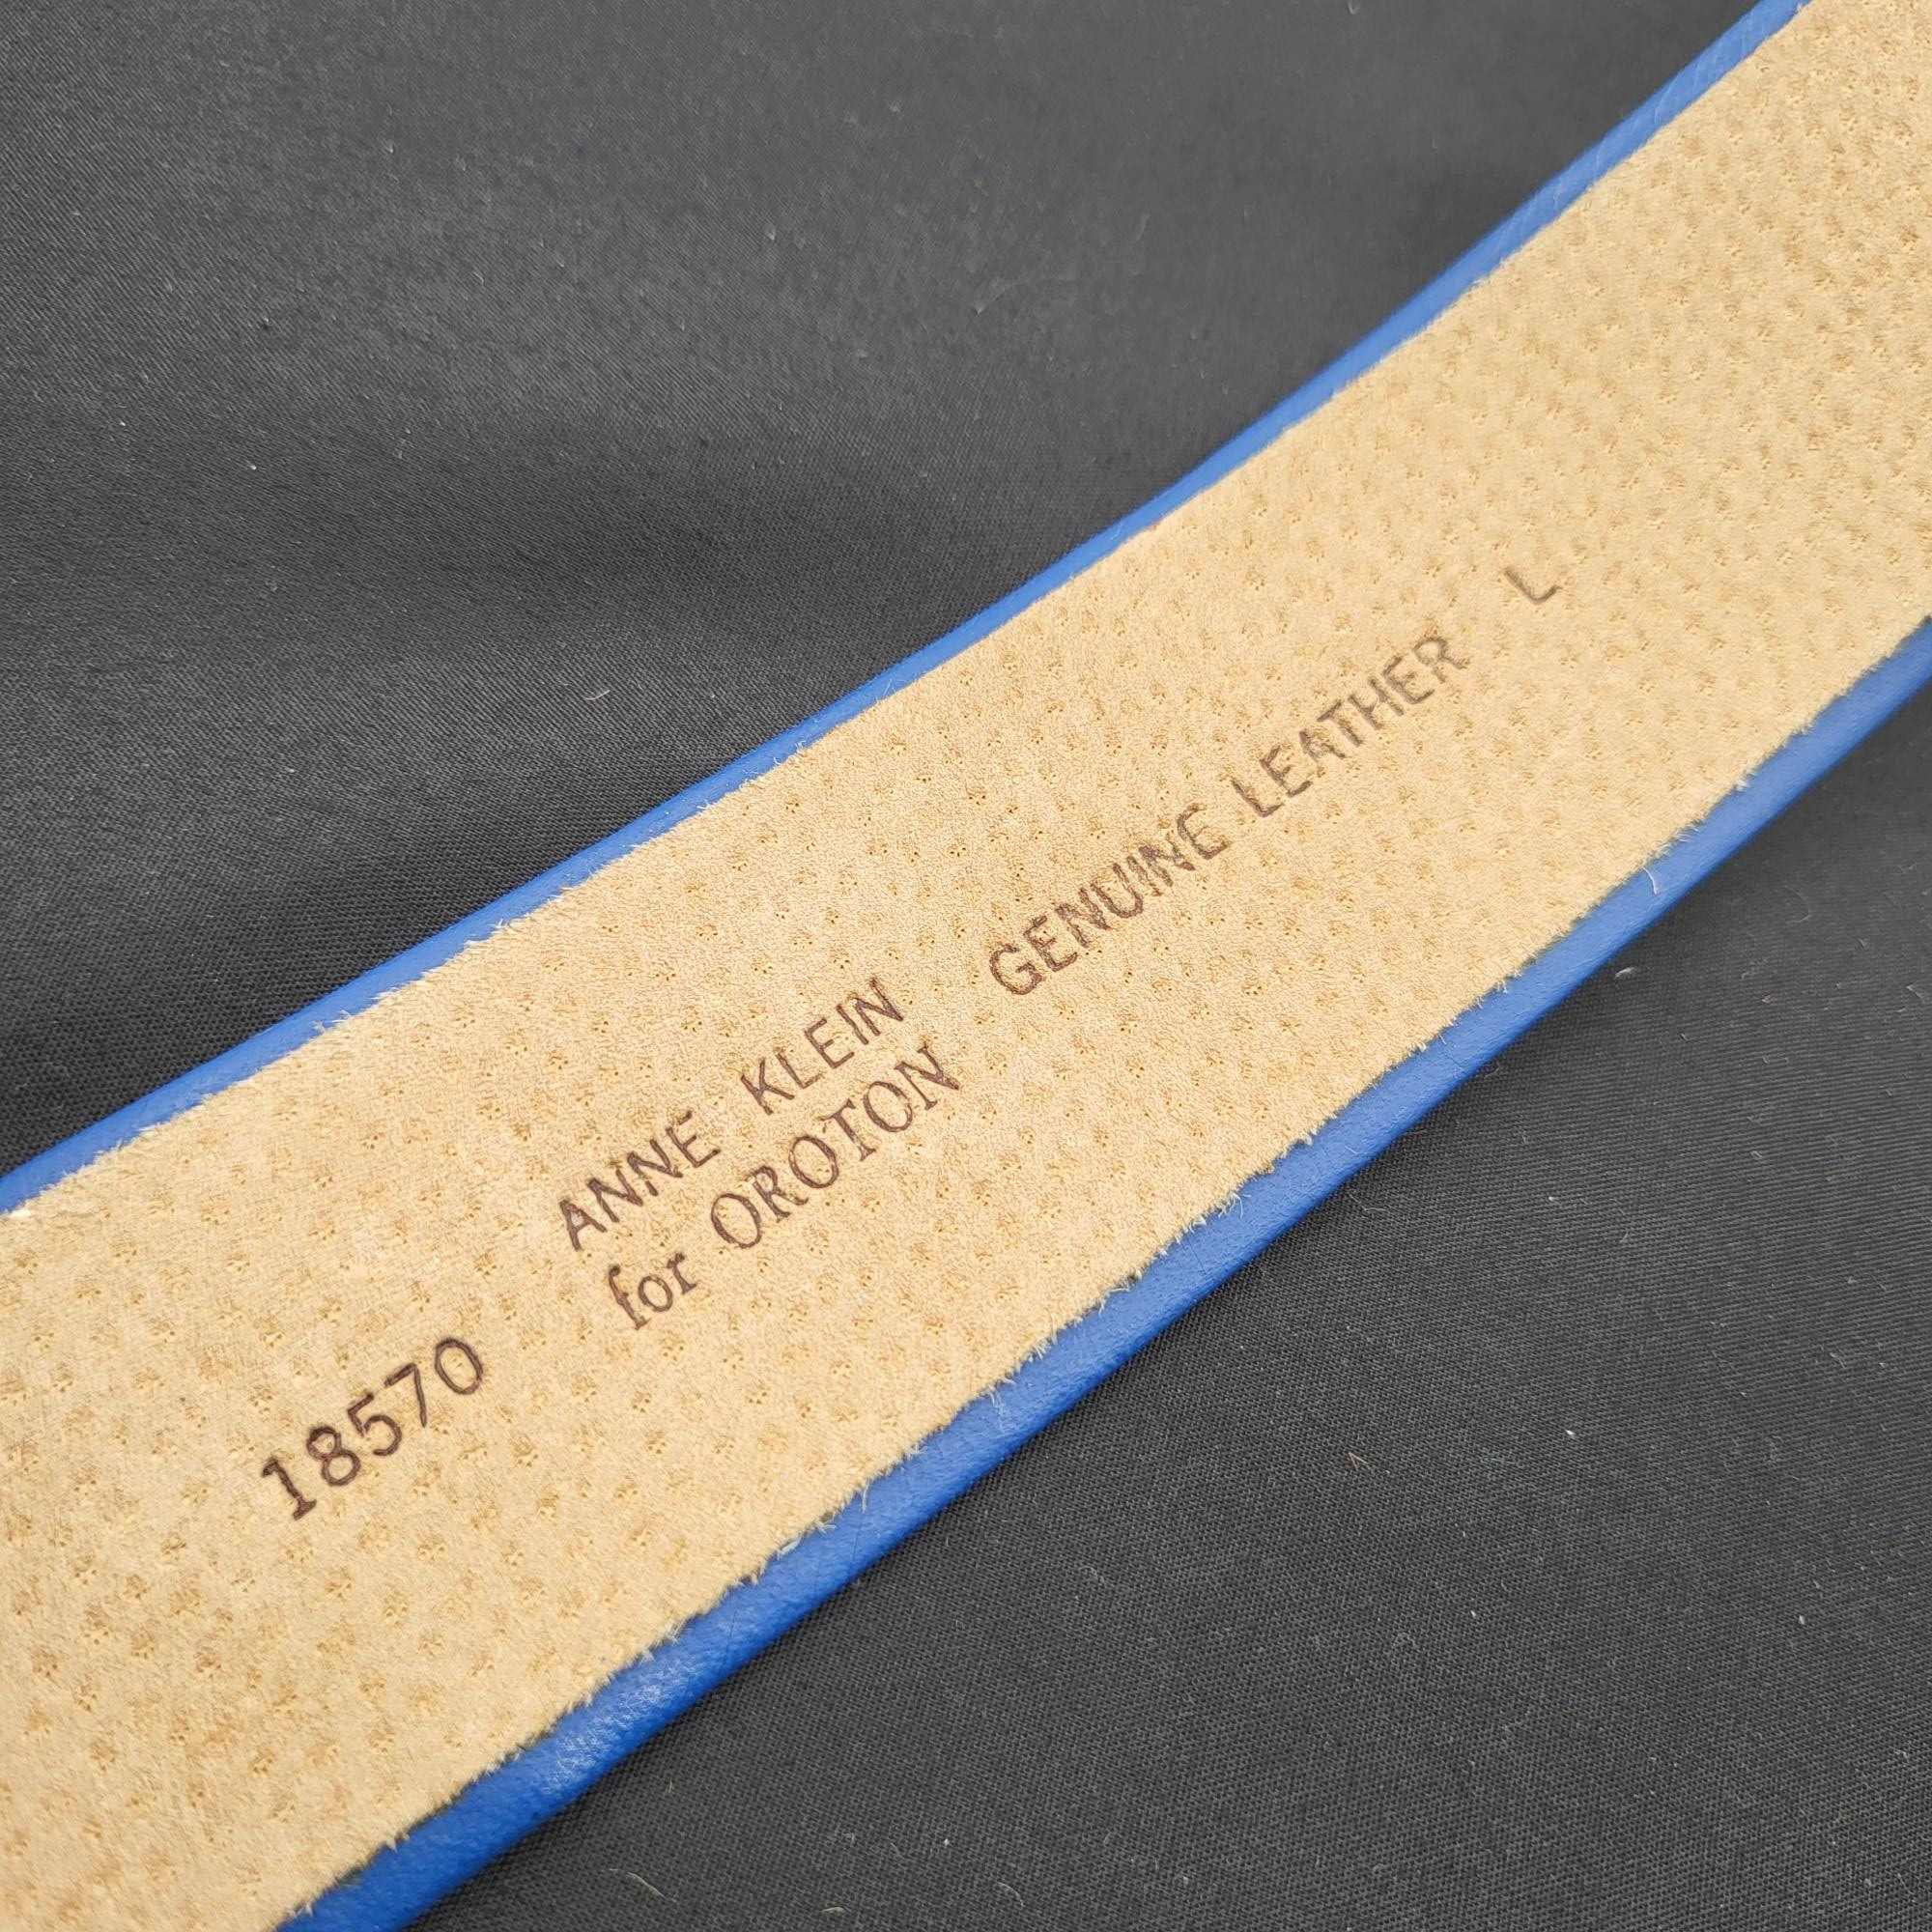 18570 ANNE KLEIN GENUINE LEATHER L
for OROTON